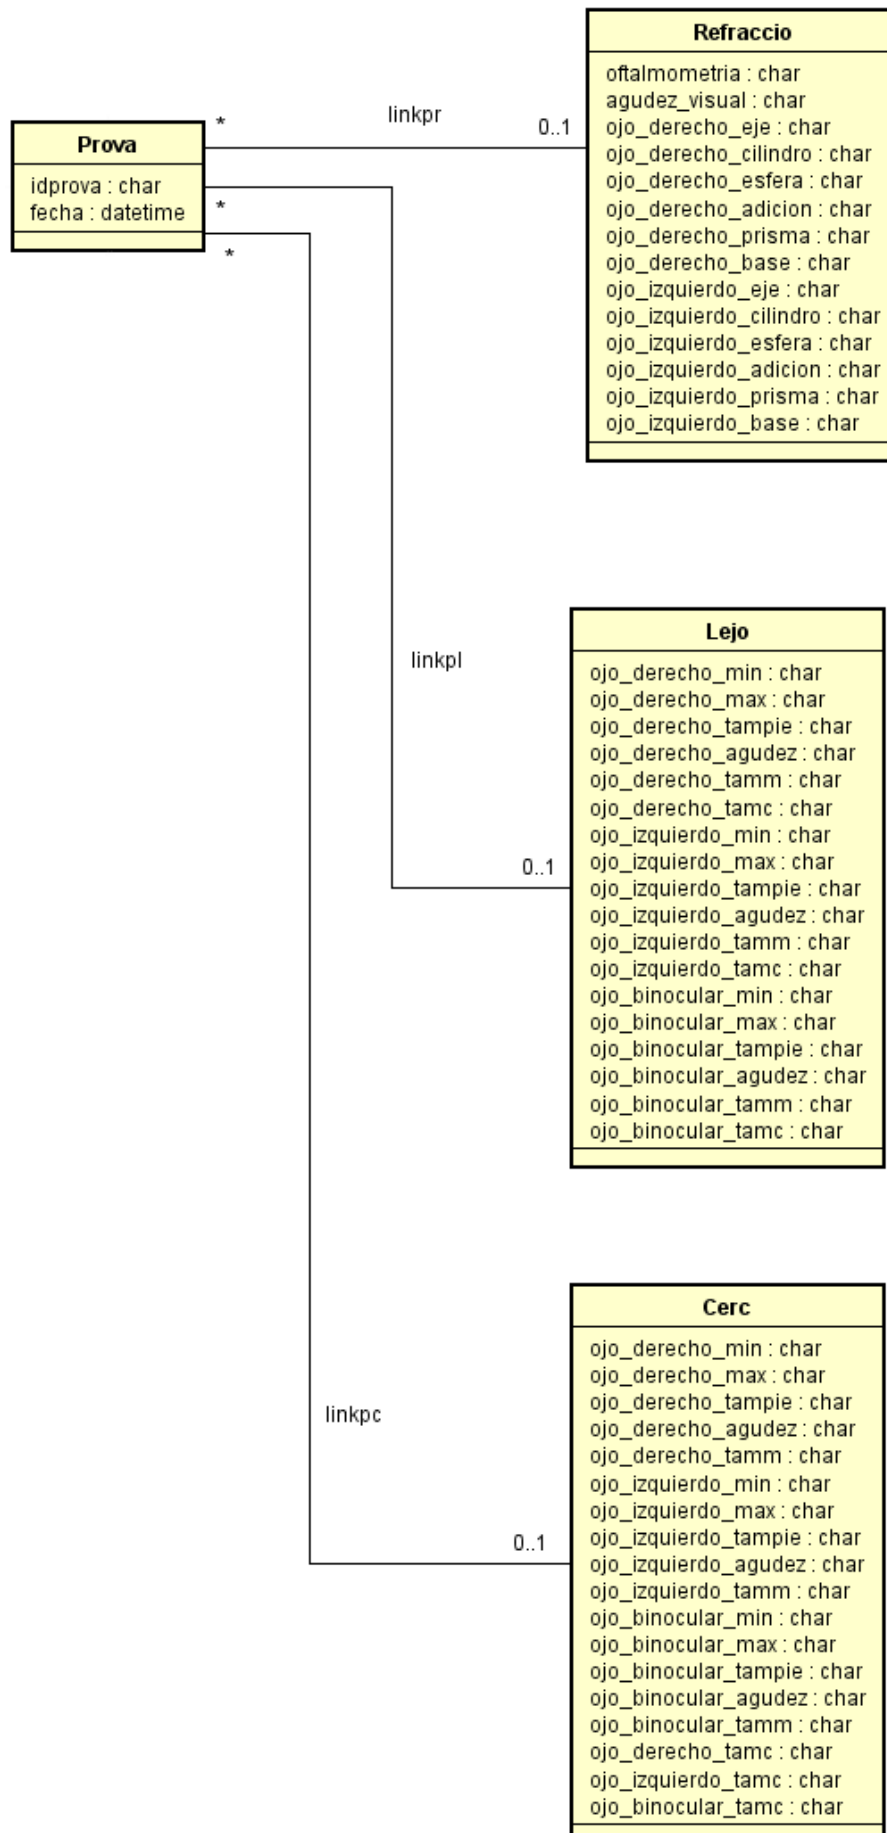 Refraccio
oftalmometria : char
agudez_visual : char
ojo_derecho_eje : char
ojo_derecho_cilindro : char
ojo_derecho_esfera : char
ojo_derecho_adicion : char
ojo_derecho_prisma : char
ojo_derecho_base : char
ojo_izquierdo_eje : char
ojo_izquierdo_cilindro : char
ojo_izquierdo_esfera : char
ojo_izquierdo_adicion : char
ojo_izquierdo_prisma : char
ojo_izquierdo_base : char
* linkpr 0..1
Prova
idprova : char
fecha : datetime
*
*
linkpl
0..1
Lejo
ojo_derecho_min : char
ojo_derecho_max : char
ojo_derecho_tampie : char
ojo_derecho_agudez : char
ojo_derecho_tamm : char
ojo_derecho_tamc : char
ojo_izquierdo_min : char
ojo_izquierdo_max : char
ojo_izquierdo_tampie : char
ojo_izquierdo_agudez : char
ojo_izquierdo_tamm : char
ojo_izquierdo_tamc : char
ojo_binocular_min : char
ojo_binocular_max : char
ojo_binocular_tampie : char
ojo_binocular_agudez : char
ojo_binocular_tamm : char
ojo_binocular_tamc : char
linkpc
0..1
Cerc
ojo_derecho_min : char
ojo_derecho_max : char
ojo_derecho_tampie : char
ojo_derecho_agudez : char
ojo_derecho_tamm : char
ojo_izquierdo_min : char
ojo_izquierdo_max : char
ojo_izquierdo_tampie : char
ojo_izquierdo_agudez : char
ojo_izquierdo_tamm : char
ojo_binocular_min : char
ojo_binocular_max : char
ojo_binocular_tampie : char
ojo_binocular_agudez : char
ojo_binocular_tamm : char
ojo_derecho_tamc : char
ojo_izquierdo_tamc : char
ojo_binocular_tamc : char